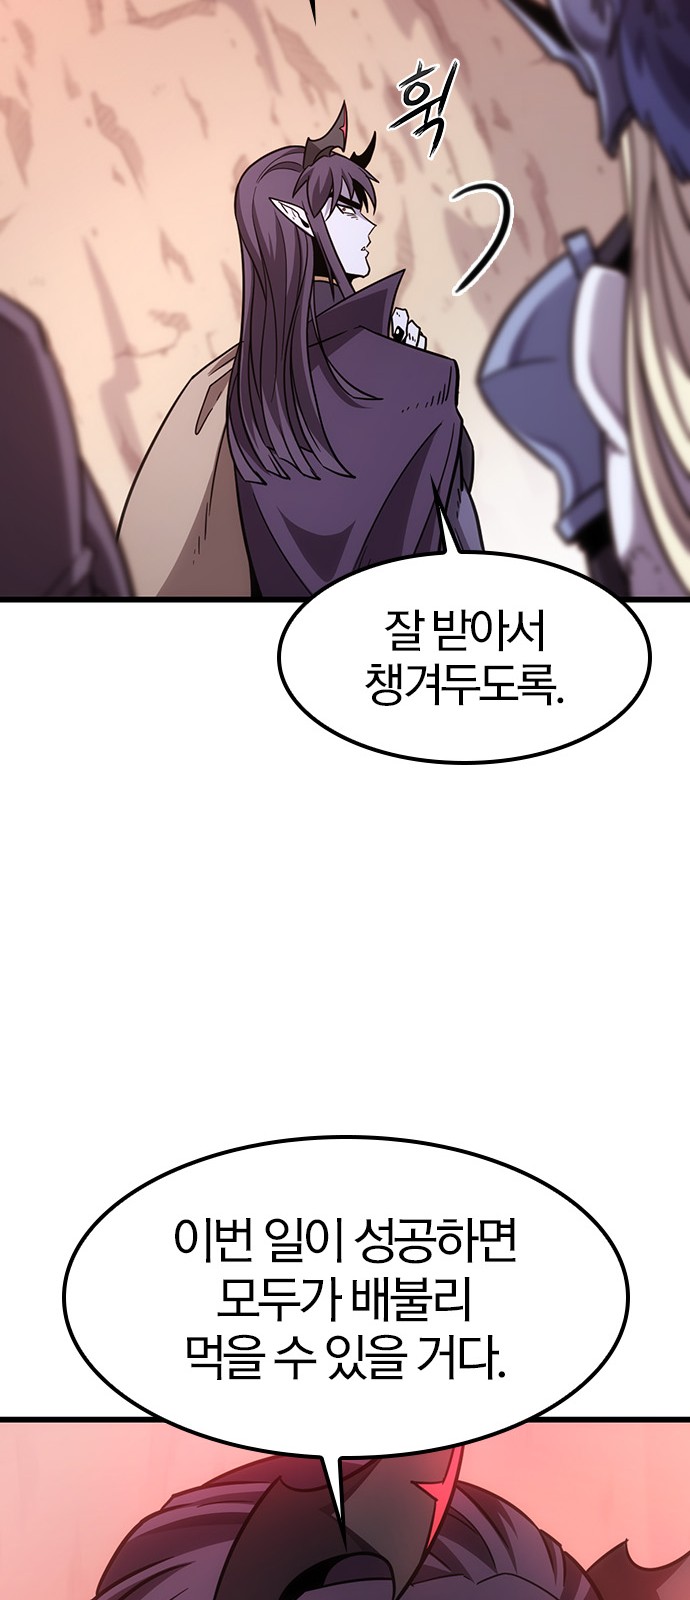 휙
잘 받아서
챙겨두도록.
이번 일이 성공하면
모두가 배불리
먹을 수 있을 거다.